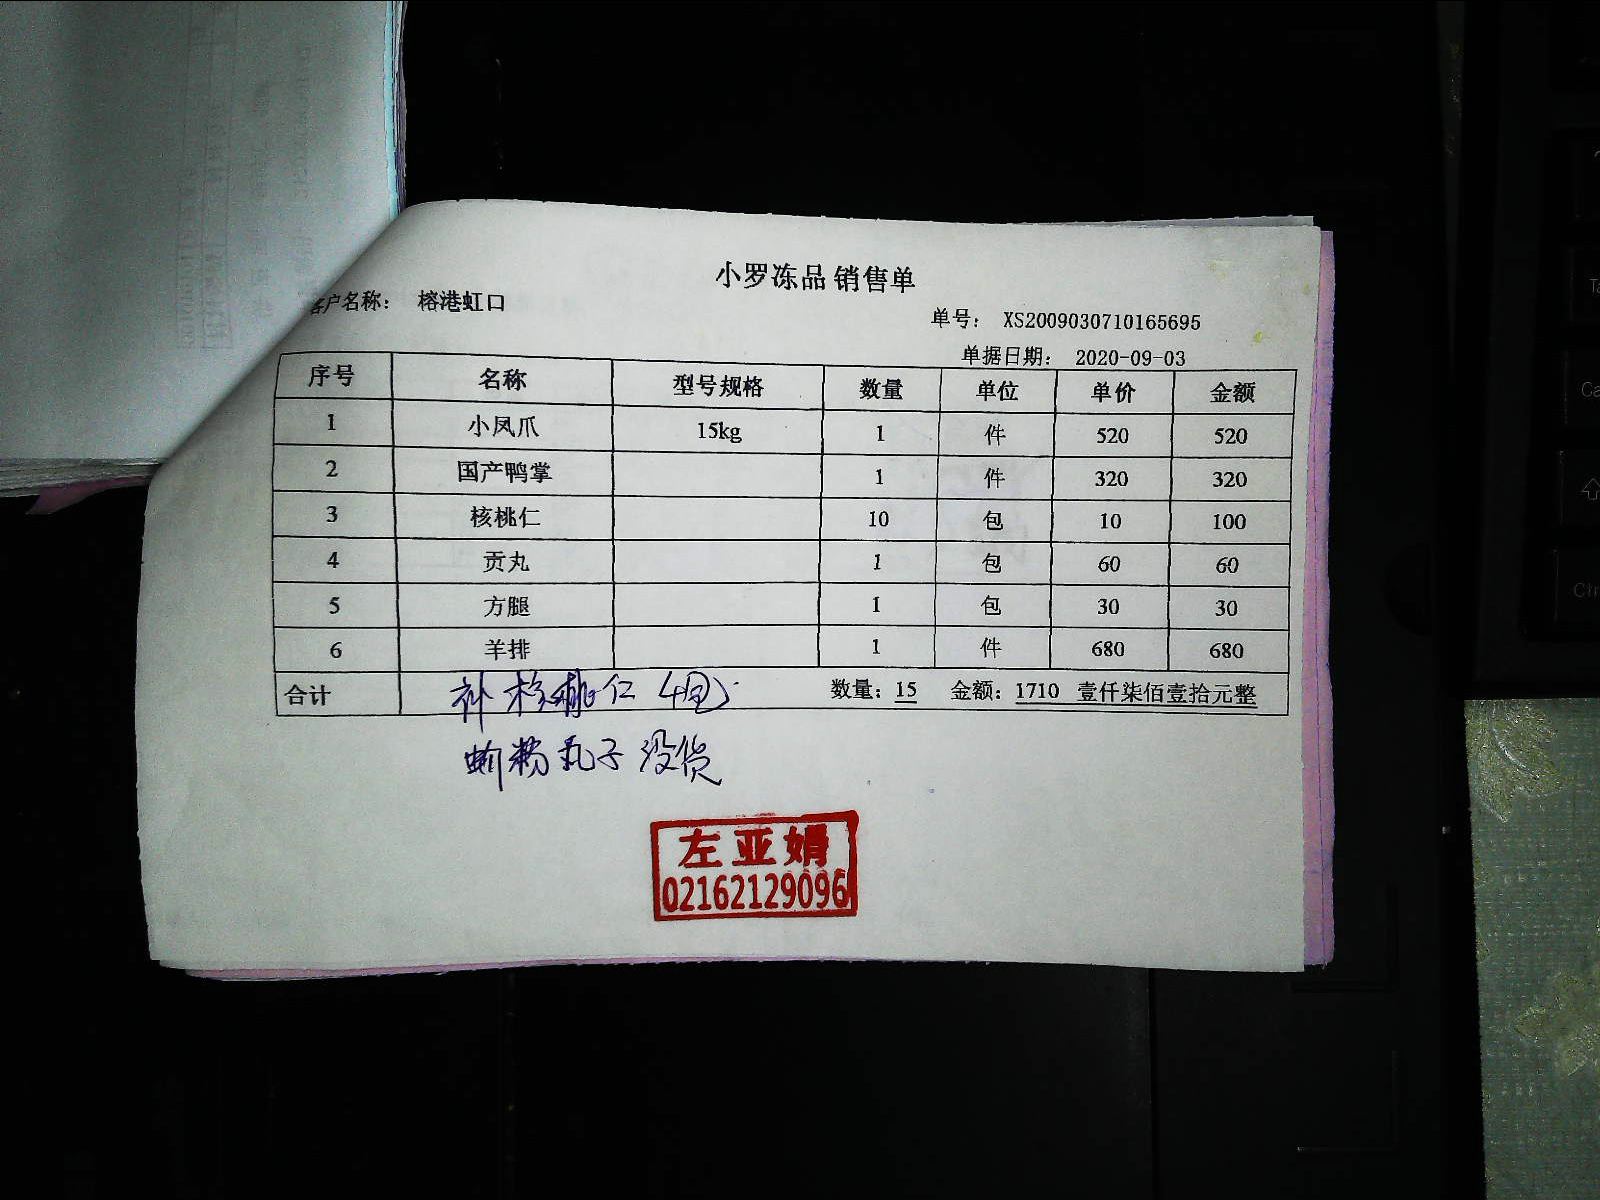 小罗冻品 销售单
客户名称： 榕港虹口
单号： XS2009030710165695
单据日期： 2020-09-03
序号 名称 型号规格 数量 单位 单价 金额
1 小凤爪 15kg 1 件 520 520
2 国产鸭掌 1 件 320 320
3 核桃仁 10 包 10 100
4 贡丸 1 包 60 60
5 方腿 1 包 30 30
6 羊排 1 件 680 680
合计 补核桃仁 4包 数量：15 金额：1710 壹仟柒佰壹拾元整
丸子没货
左亚娟
02162129096